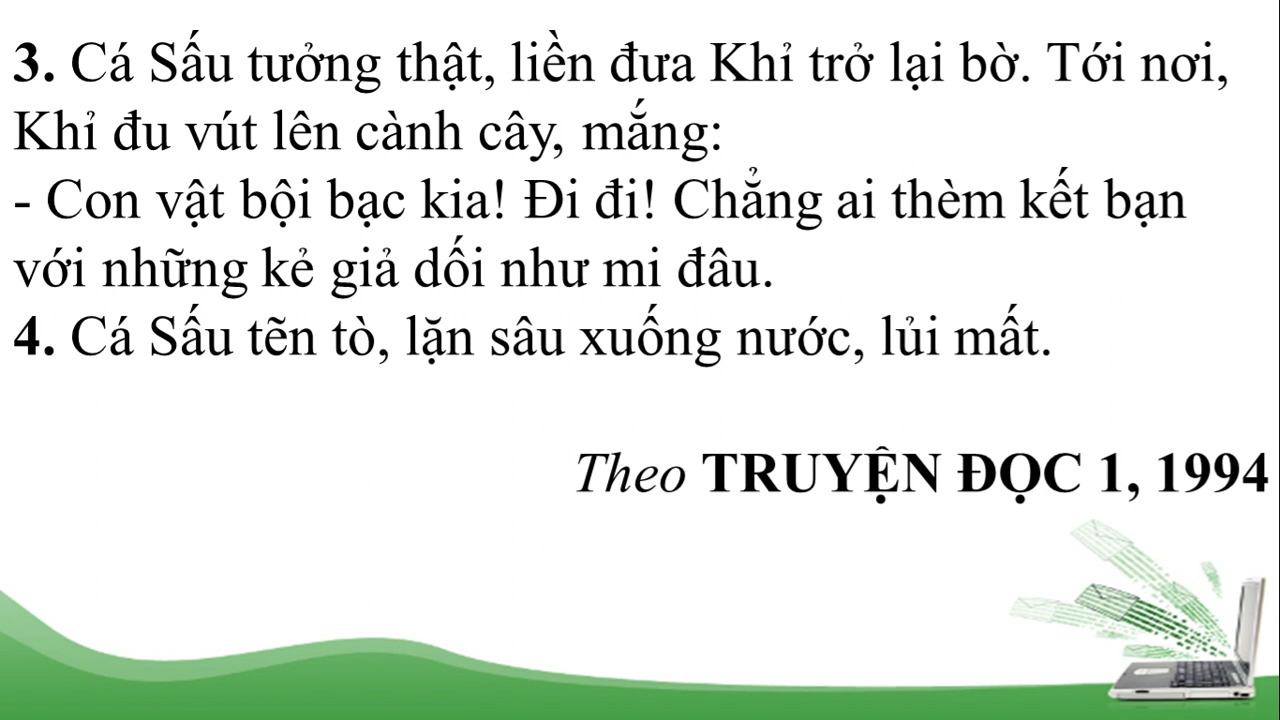 3. Cá Sấu tưởng thật, liền đưa Khỉ trở lại bờ. Tới nơi,
Khỉ đu vút lên cành cây, mắng:
- Con vật bội bạc kia! Đi đi! Chẳng ai thèm kết bạn
với những kẻ giả dối như mi đâu.
4. Cá Sấu tẽn tò, lặn sâu xuống nước, lủi mất.
Theo TRUYỆN ĐỌC 1, 1994